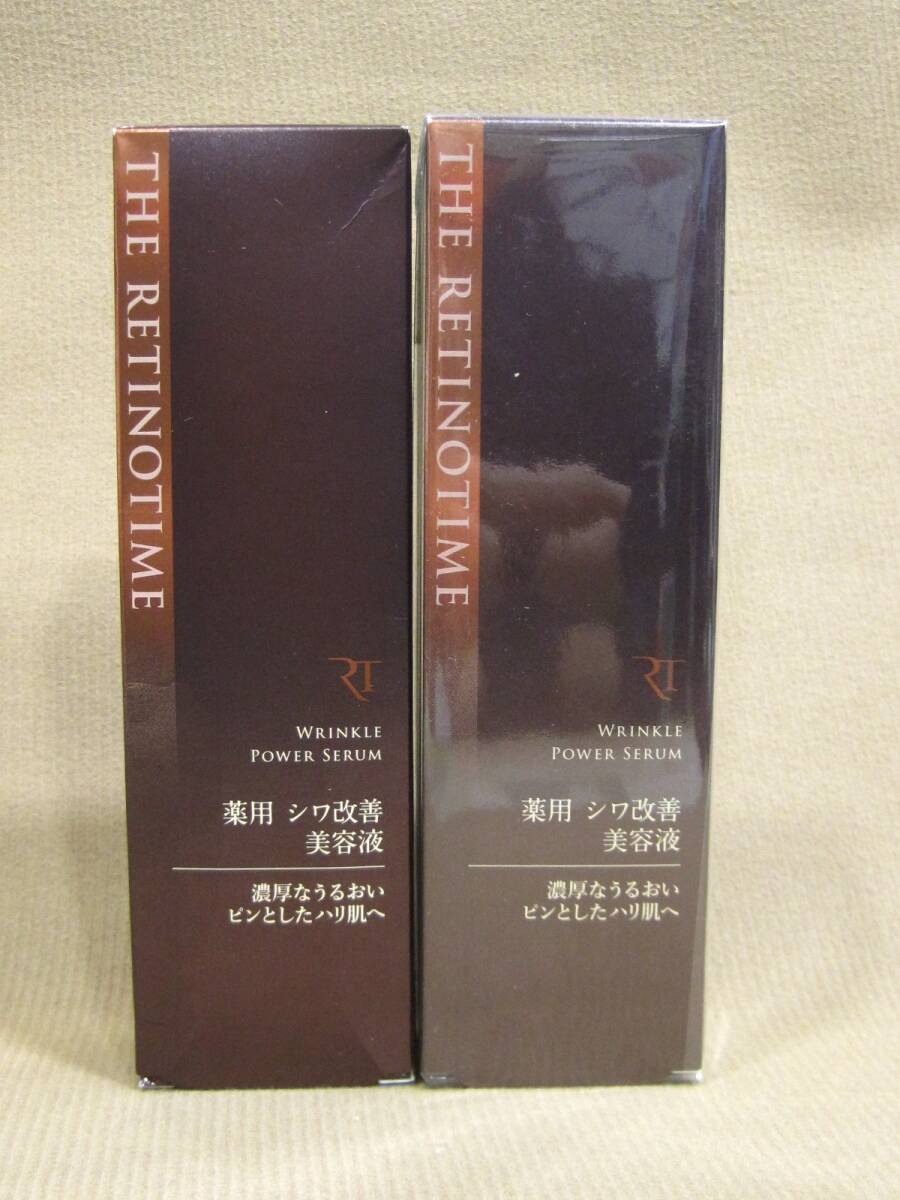 THE RETINOTIME
RT
WRINKLE
POWER SERUM
薬用 シワ改善
美容液
濃厚なうるおい
ピンとしたハリ肌へ
THE RETINOTIME
RT
WRINKLE
POWER SERUM
薬用 シワ改善
美容液
濃厚なうるおい
ピンとしたハリ肌へ